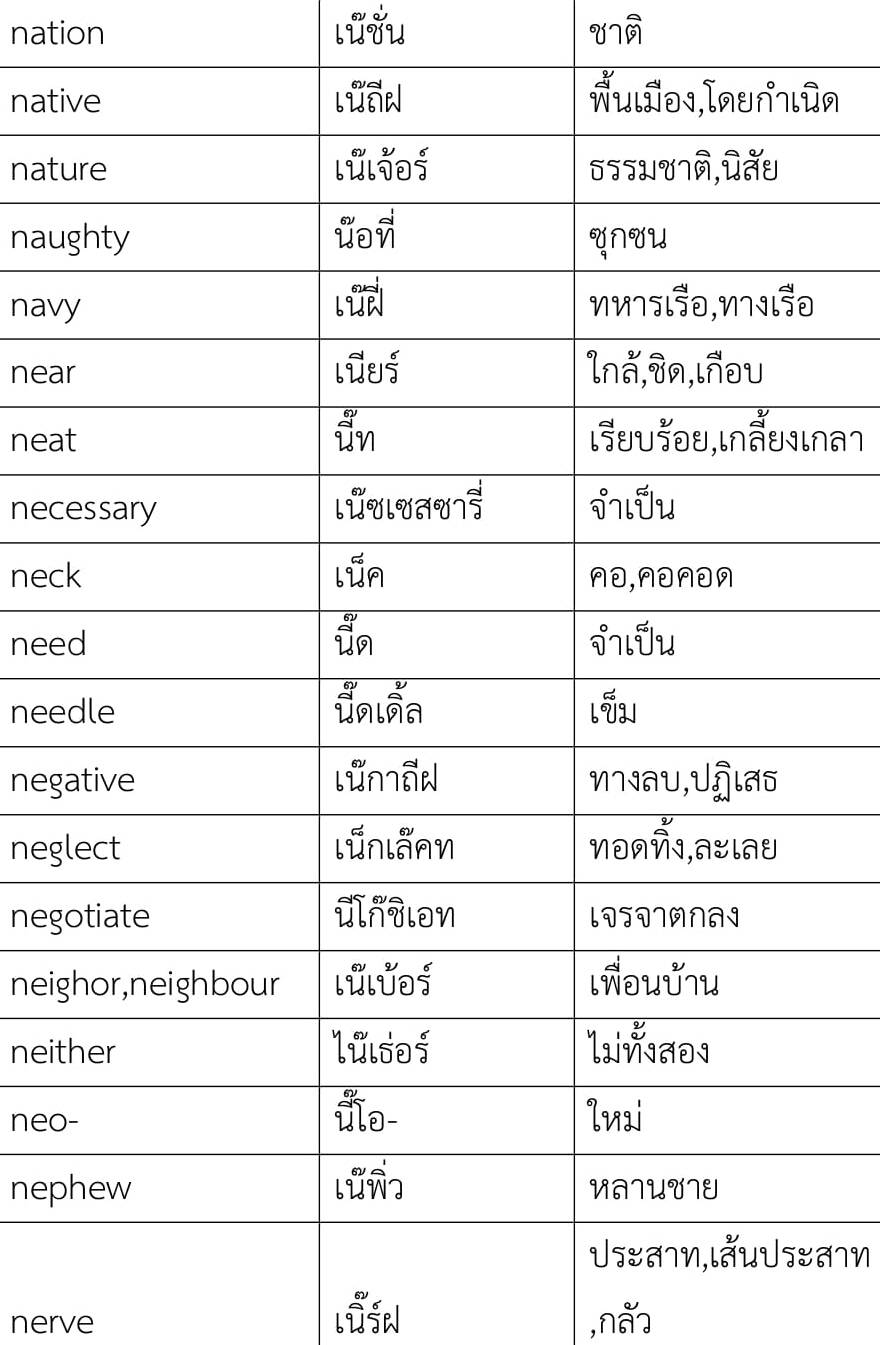 nation เน๊ชั่น ชาติ
native เน๊ถีฝ พื้นเมือง,โดยกำเนิด
nature เน๊เจ้อร์ ธรรมชาติ,นิสัย
naughty น๊อที่ ซุกซน
navy เน๊ฝี่ ทหารเรือ,ทางเรือ
near เนียร์ ใกล้,ชิด,เกือบ
neat นี๊ท เรียบร้อย,เกลี้ยงเกลา
necessary เน๊ซเซสซารี่ จำเป็น
neck เน็ค คอ,คอคอด
need นี๊ด จำเป็น
needle นี๊ดเดิ้ล เข็ม
negative เน๊กาถีฝ ทางลบ,ปฏิเสธ
neglect เน็กเล๊คท ทอดทิ้ง,ละเลย
negotiate นีโก๊ชิเอท เจรจาตกลง
neighor,neighbour เน๊เบ้อร์ เพื่อนบ้าน
neither ไน๊เธ่อร์ ไม่ทั้งสอง
neo- นี๊โอ- ใหม่
nephew เน๊พิ่ว หลานชาย
ประสาท,เส้นประสาท
nerve เนิ๊ร์ฝ ,กลัว